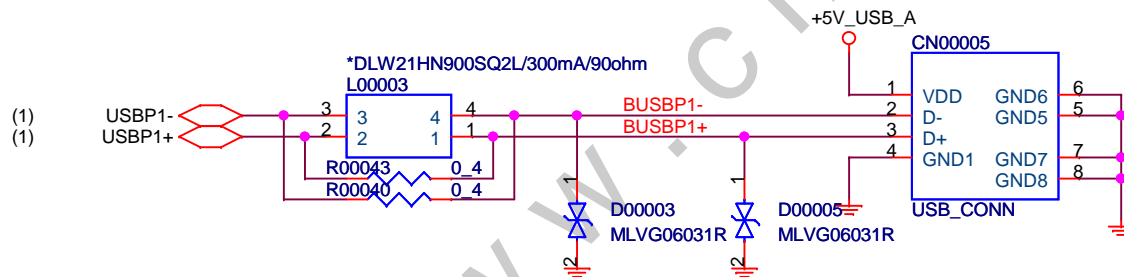 +5V_USB_A
CN00005
*DLW21HN900SQ2L/300mA/90ohm
L00003
(1) USBP1- 3 3 4 4 BUSBP1- 1 VDD GND6 6
2 D- GND5 5
(1) USBP1+ 2 2 1 1 BUSBP1+ 3 D+
4 GND1 GND7 7
R00043 0_4
GND8 8
R00040 0_4
1 1
D00003 D00005 USB_CONN
MLVG06031R MLVG06031R
2 2
w . c